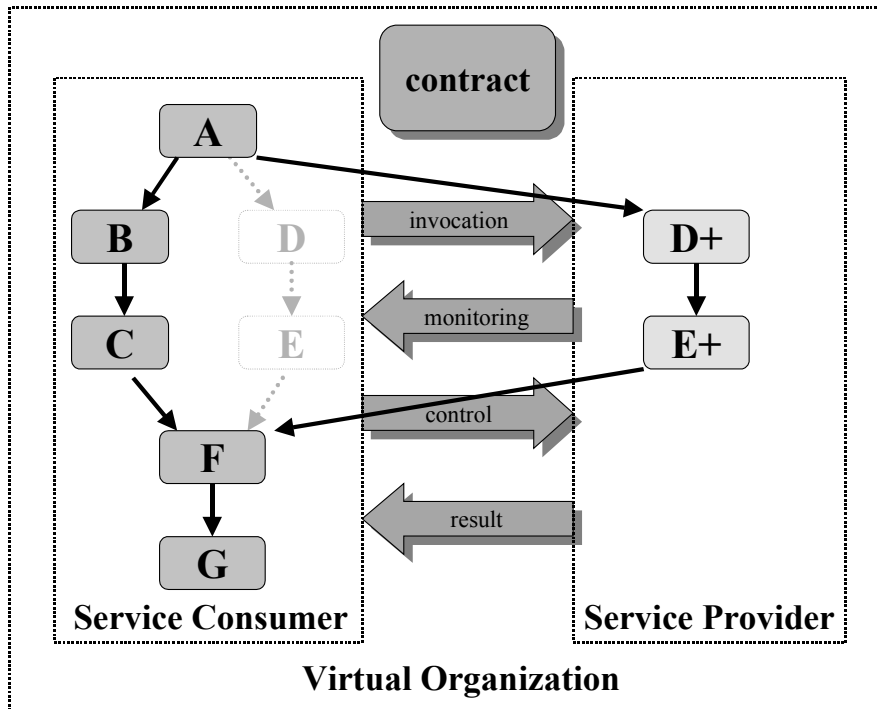 contract
A
B
D
invocation
D+
monitoring
C
E
E+
control
F
result
G
Service Consumer
Service Provider
Virtual Organization